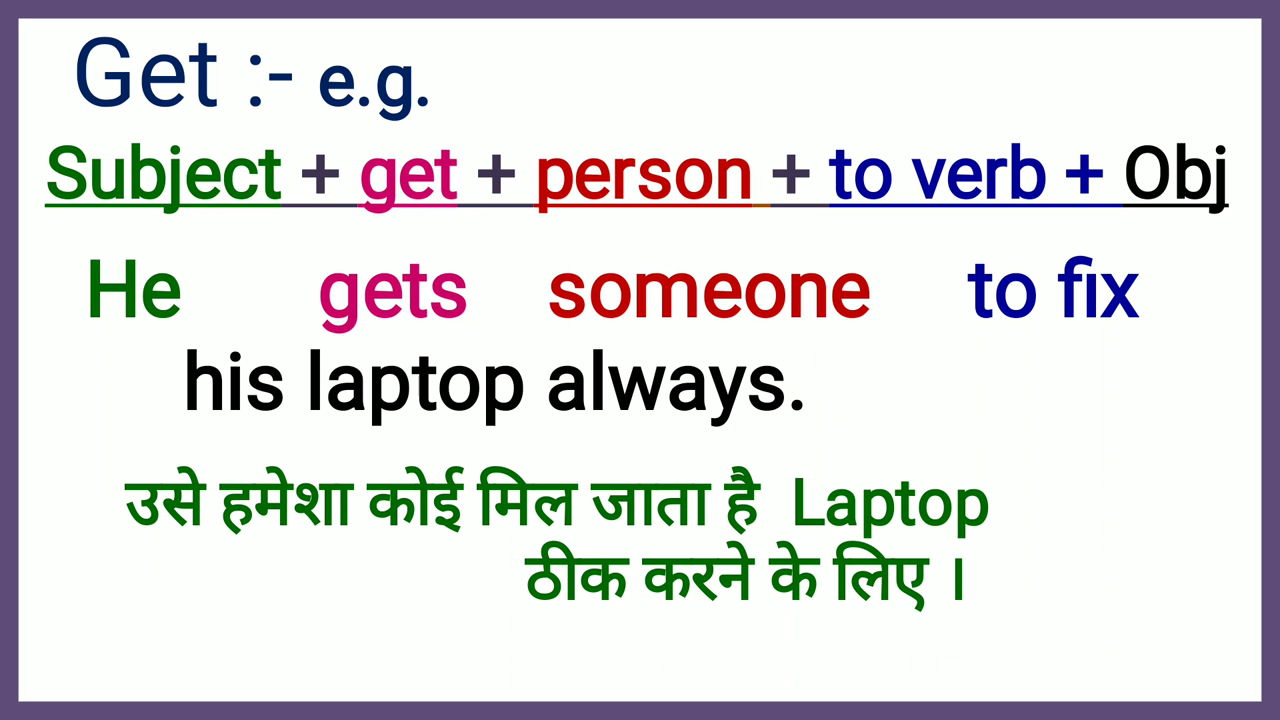 Get :- e.g.
Subject + get + person + to verb + Obj
He gets someone to fix
his laptop always.
उसे हमेशा कोई मिल जाता है Laptop
ठीक करने के लिए ।